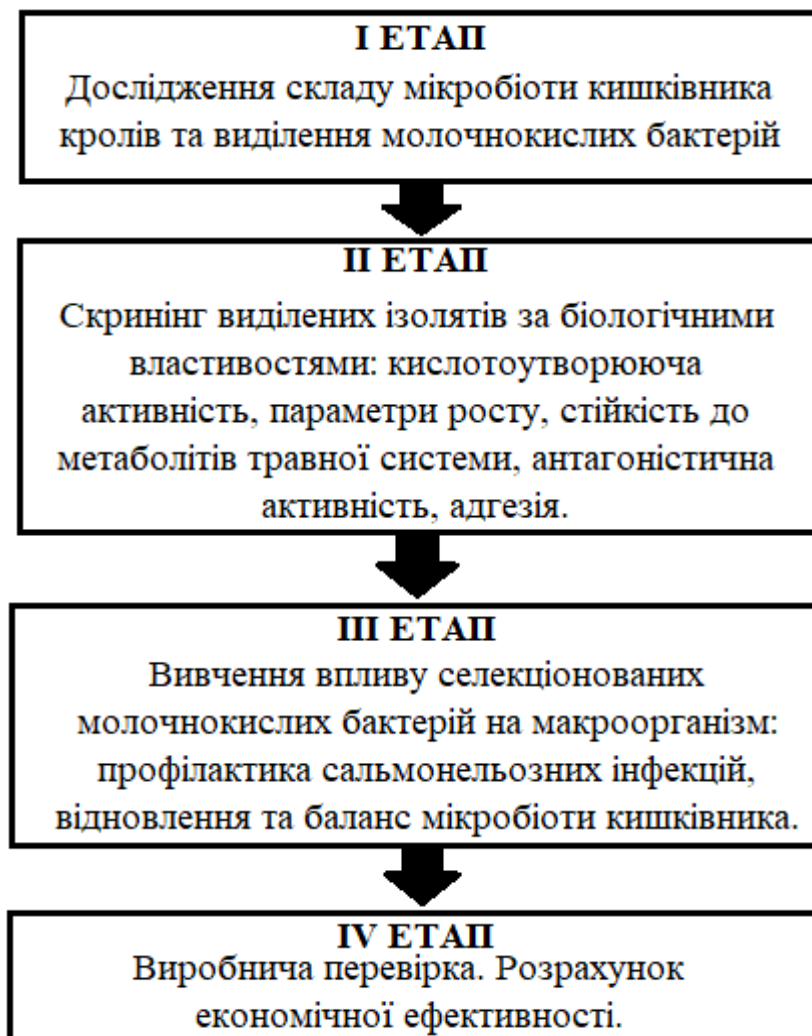 I ЕТАП
Дослідження складу мікробіоти кишківника
кролів та виділення молочнокислих бактерій
II ЕТАП
Скринінг виділених ізолятів за біологічними
властивостями: кислотоутворююча
активність, параметри росту, стійкість до
метаболітів травної системи, антагоністична
активність, адгезія.
III ЕТАП
Вивчення впливу селекціонованих
молочнокислих бактерій на макроорганізм:
профілактика сальмонельозних інфекцій,
відновлення та баланс мікробіоти кишківника.
IV ЕТАП
Виробнича перевірка. Розрахунок
економічної ефективності.